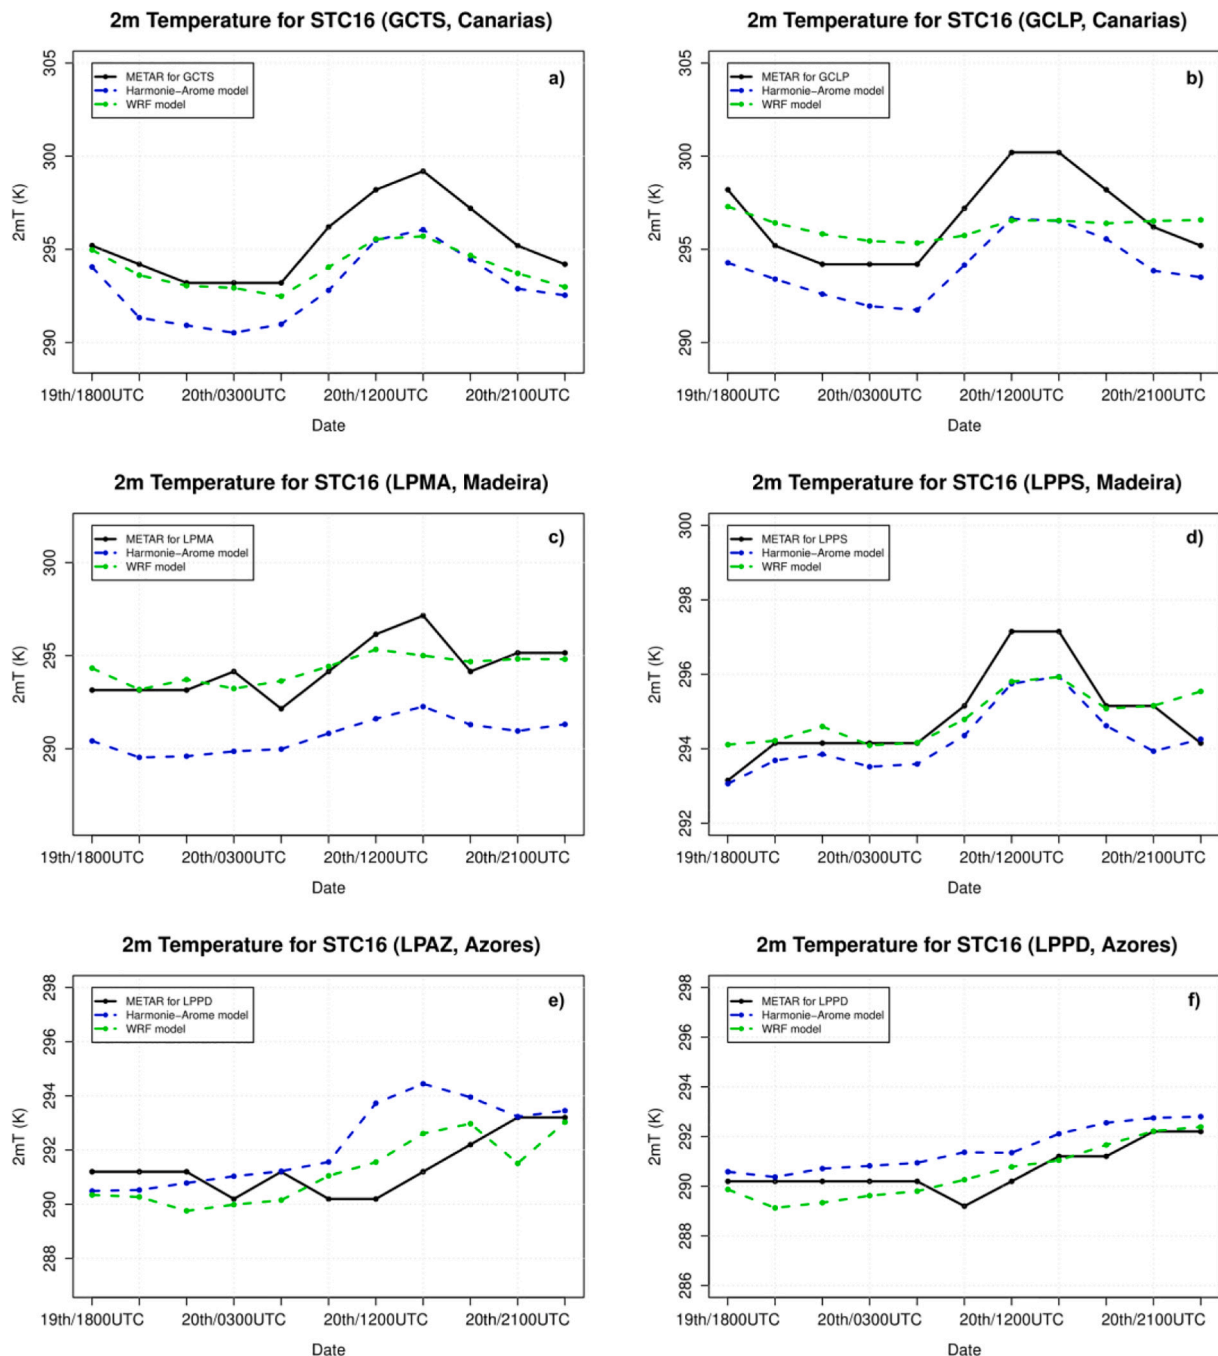 2m Temperature for STC16 (GCTS, Canarias)
a)
METAR for GCTS
Harmonie-Arome model
WRF model
305
300
295
290
2mT (K)
19th/1800UTC 20th/0300UTC 20th/1200UTC 20th/2100UTC
Date
2m Temperature for STC16 (GCLP, Canarias)
b)
METAR for GCLP
Harmonie-Arome model
WRF model
305
300
295
290
2mT (K)
19th/1800UTC 20th/0300UTC 20th/1200UTC 20th/2100UTC
Date
2m Temperature for STC16 (LPMA, Madeira)
c)
METAR for LPMA
Harmonie-Arome model
WRF model
300
295
290
2mT (K)
19th/1800UTC 20th/0300UTC 20th/1200UTC 20th/2100UTC
Date
2m Temperature for STC16 (LPPS, Madeira)
d)
METAR for LPPS
Harmonie-Arome model
WRF model
300
298
296
294
292
2mT (K)
19th/1800UTC 20th/0300UTC 20th/1200UTC 20th/2100UTC
Date
2m Temperature for STC16 (LPAZ, Azores)
e)
METAR for LPPD
Harmonie-Arome model
WRF model
298
296
294
292
290
288
2mT (K)
19th/1800UTC 20th/0300UTC 20th/1200UTC 20th/2100UTC
Date
2m Temperature for STC16 (LPPD, Azores)
f)
METAR for LPPD
Harmonie-Arome model
WRF model
298
296
294
292
290
288
286
2mT (K)
19th/1800UTC 20th/0300UTC 20th/1200UTC 20th/2100UTC
Date